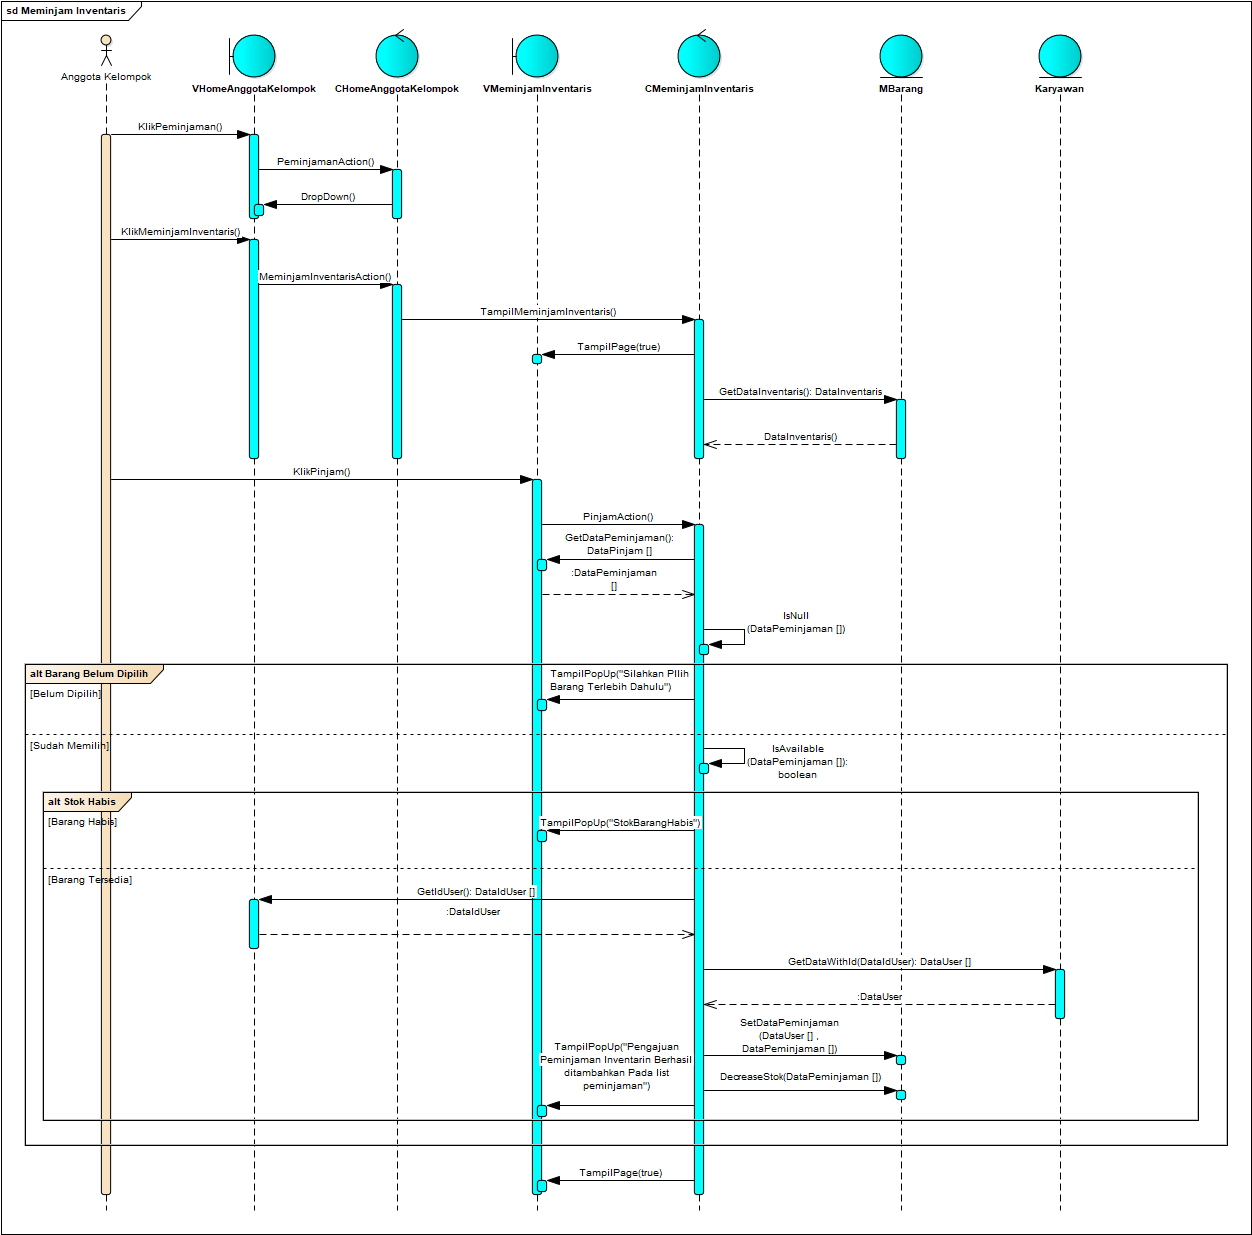 sd Meminjam Inventaris
Anggota Kelompok
VHomeAnggotaKelompok
CHomeAnggotaKelompok
VMeminjamInventaris
CMeminjamInventaris
MBarang
Karyawan
KlikPeminjaman()
PeminjamanAction()
DropDown()
KlikMeminjamInventaris()
MeminjamInventarisAction()
TampilMeminjamInventaris()
TampilPage(true)
GetDataInventaris(): DataInventaris
DataInventaris()
KlikPinjam()
PinjamAction()
GetDataPeminjaman():
DataPinjam []
:DataPeminjaman
[]
IsNull
(DataPeminjaman [])
alt Barang Belum Dipilih
[Belum Dipilih]
TampilPopUp("Silahkan PIlih
Barang Terlebih Dahulu")
[Sudah Memilih]
IsAvailable
(DataPeminjaman []):
boolean
alt Stok Habis
[Barang Habis]
TampilPopUp("StokBarangHabis")
[Barang Tersedia]
GetIdUser(): DataIdUser []
:DataIdUser
GetDataWithId(DataIdUser): DataUser []
:DataUser
SetDataPeminjaman
(DataUser [] ,
DataPeminjaman [])
TampilPopUp("Pengajuan
Peminjaman Inventarin Berhasil
ditambahkan Pada list
peminjaman")
DecreaseStok(DataPeminjaman [])
TampilPage(true)